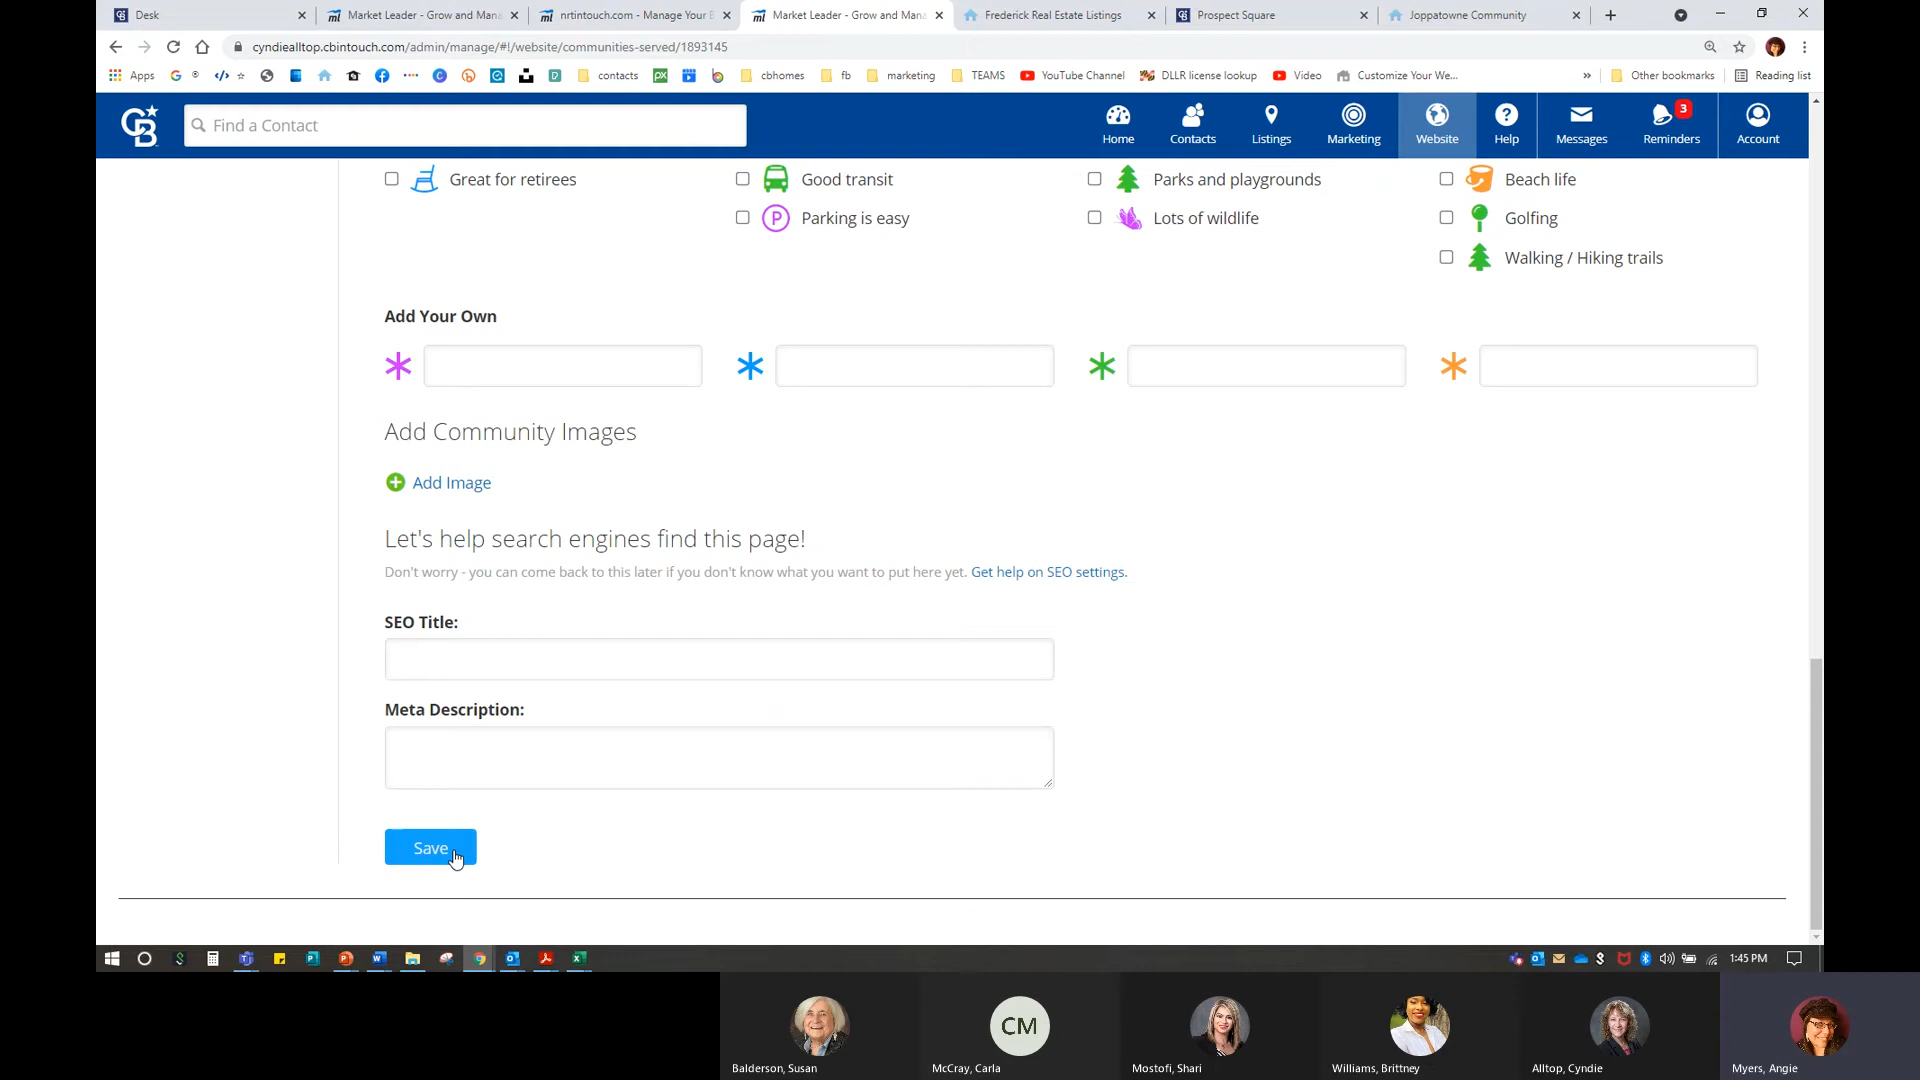 Desk
Market Leader - Grow and Mana
nrtintouch.com - Manage Your B
Market Leader - Grow and Mana
Frederick Real Estate Listings
Prospect Square
Joppatowne Community
cyndiealltop.cbintouch.com/admin/manage/#!/website/communities-served/1893145
Apps
contacts
cbhomes
fb
marketing
TEAMS
YouTube Channel
DLLR license lookup
Video
Customize Your We...
Other bookmarks
Reading list
Find a Contact
Home
Contacts
Listings
Marketing
Website
Help
Messages
3
Reminders
Account
Great for retirees
Good transit
Parks and playgrounds
Beach life
Parking is easy
Lots of wildlife
Golfing
Walking / Hiking trails
Add Your Own
Add Community Images
Add Image
Let's help search engines find this page!
Don't worry - you can come back to this later if you don't know what you want to put here yet. Get help on SEO settings.
SEO Title:
Meta Description:
Save
1:45 PM
CM
Balderson, Susan
McCray, Carla
Mostofi, Shari
Williams, Brittney
Alltop, Cyndie
Myers, Angie